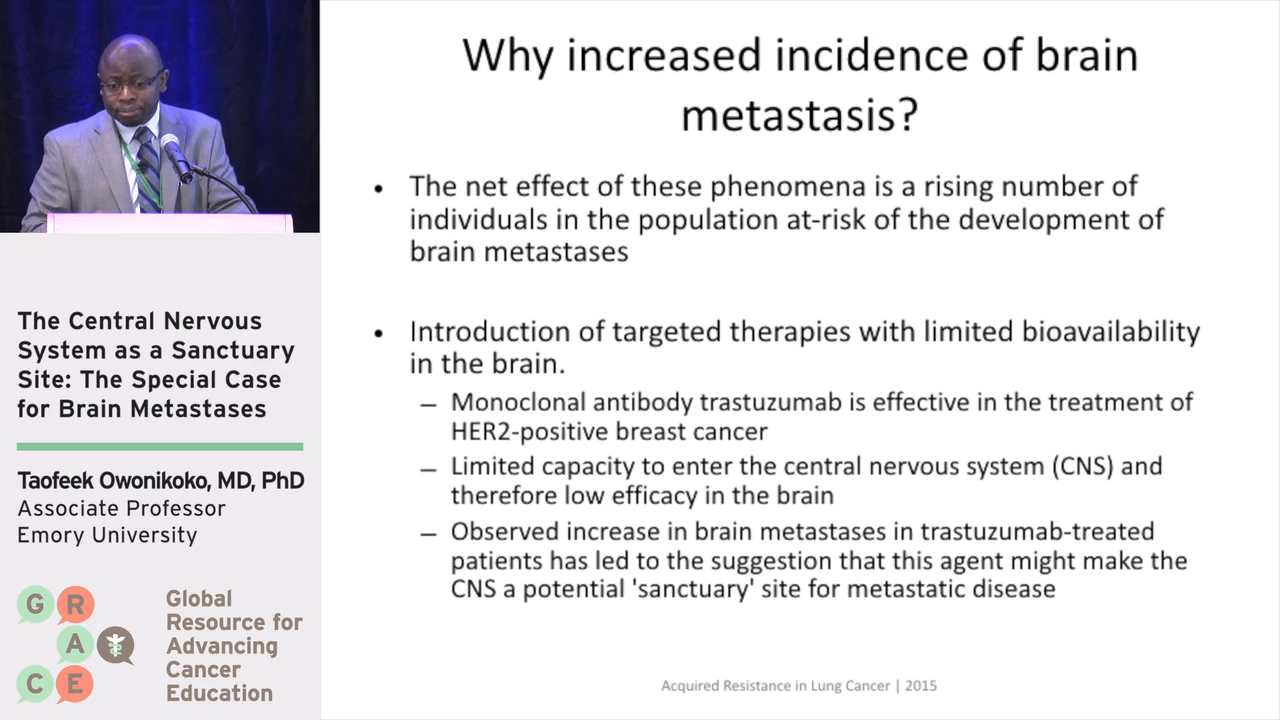 Why increased incidence of brain
metastasis?
• The net effect of these phenomena is a rising number of
individuals in the population at-risk of the development of
brain metastases
• Introduction of targeted therapies with limited bioavailability
in the brain.
– Monoclonal antibody trastuzumab is effective in the treatment of
HER2-positive breast cancer
– Limited capacity to enter the central nervous system (CNS) and
therefore low efficacy in the brain
– Observed increase in brain metastases in trastuzumab-treated
patients has led to the suggestion that this agent might make the
CNS a potential 'sanctuary' site for metastatic disease
Acquired Resistance in Lung Cancer | 2015
The Central Nervous
System as a Sanctuary
Site: The Special Case
for Brain Metastases
Taofeek Owonikoko, MD, PhD
Associate Professor
Emory University
G R
A
C E
Global
Resource for
Advancing
Cancer
Education